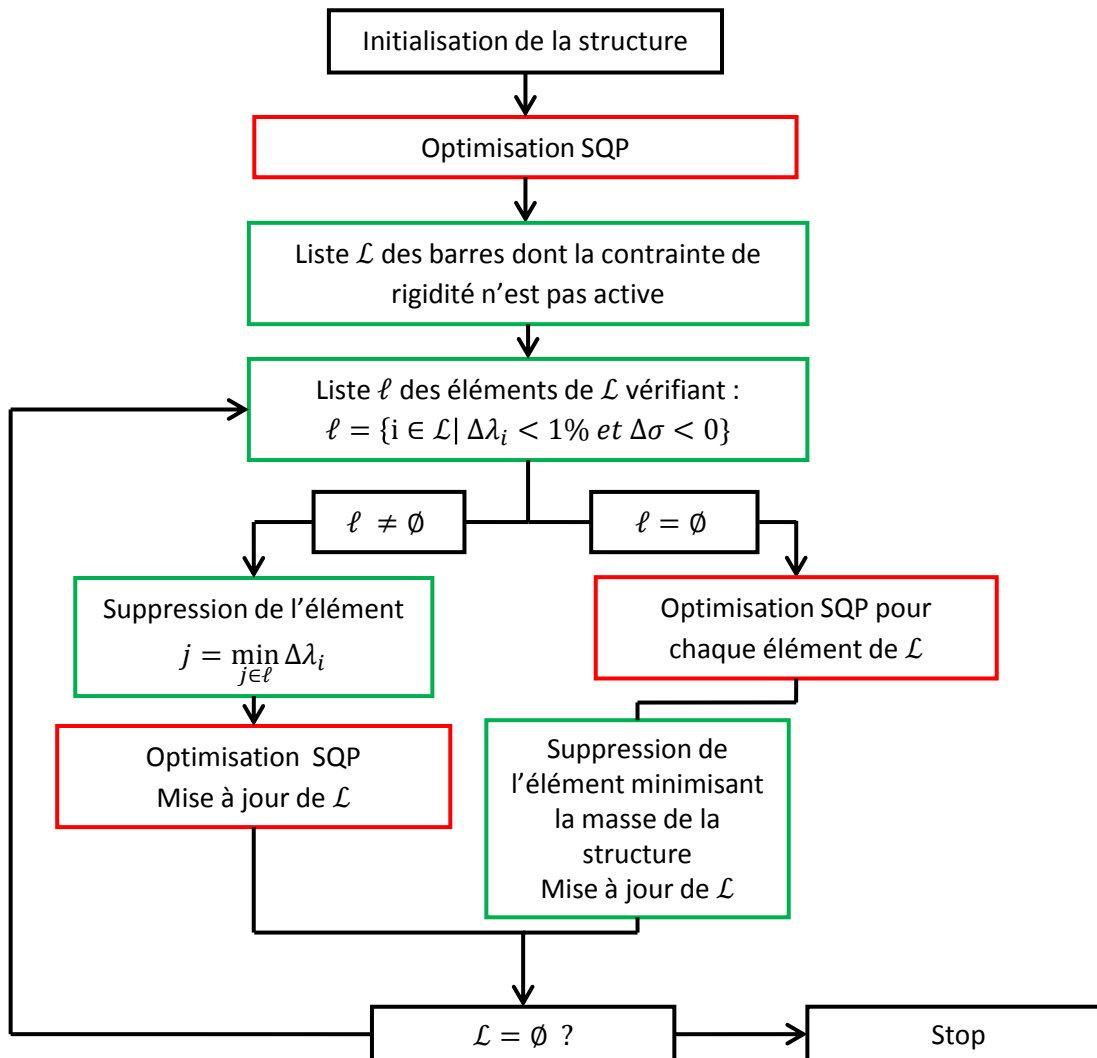 Initialisation de la structure
Optimisation SQP
Liste ℒ des barres dont la contrainte de
rigidité n'est pas active
Liste ℓ des éléments de ℒ vérifiant :
ℓ = {i ∈ ℒ| Δλᵢ < 1% et Δσ < 0}
ℓ ≠ ∅
ℓ = ∅
Suppression de l'élément
j = min Δλᵢ
j∈ℓ
Optimisation SQP pour
chaque élément de ℒ
Optimisation SQP
Mise à jour de ℒ
Suppression de
l'élément minimisant
la masse de la
structure
Mise à jour de ℒ
ℒ = ∅ ?
Stop